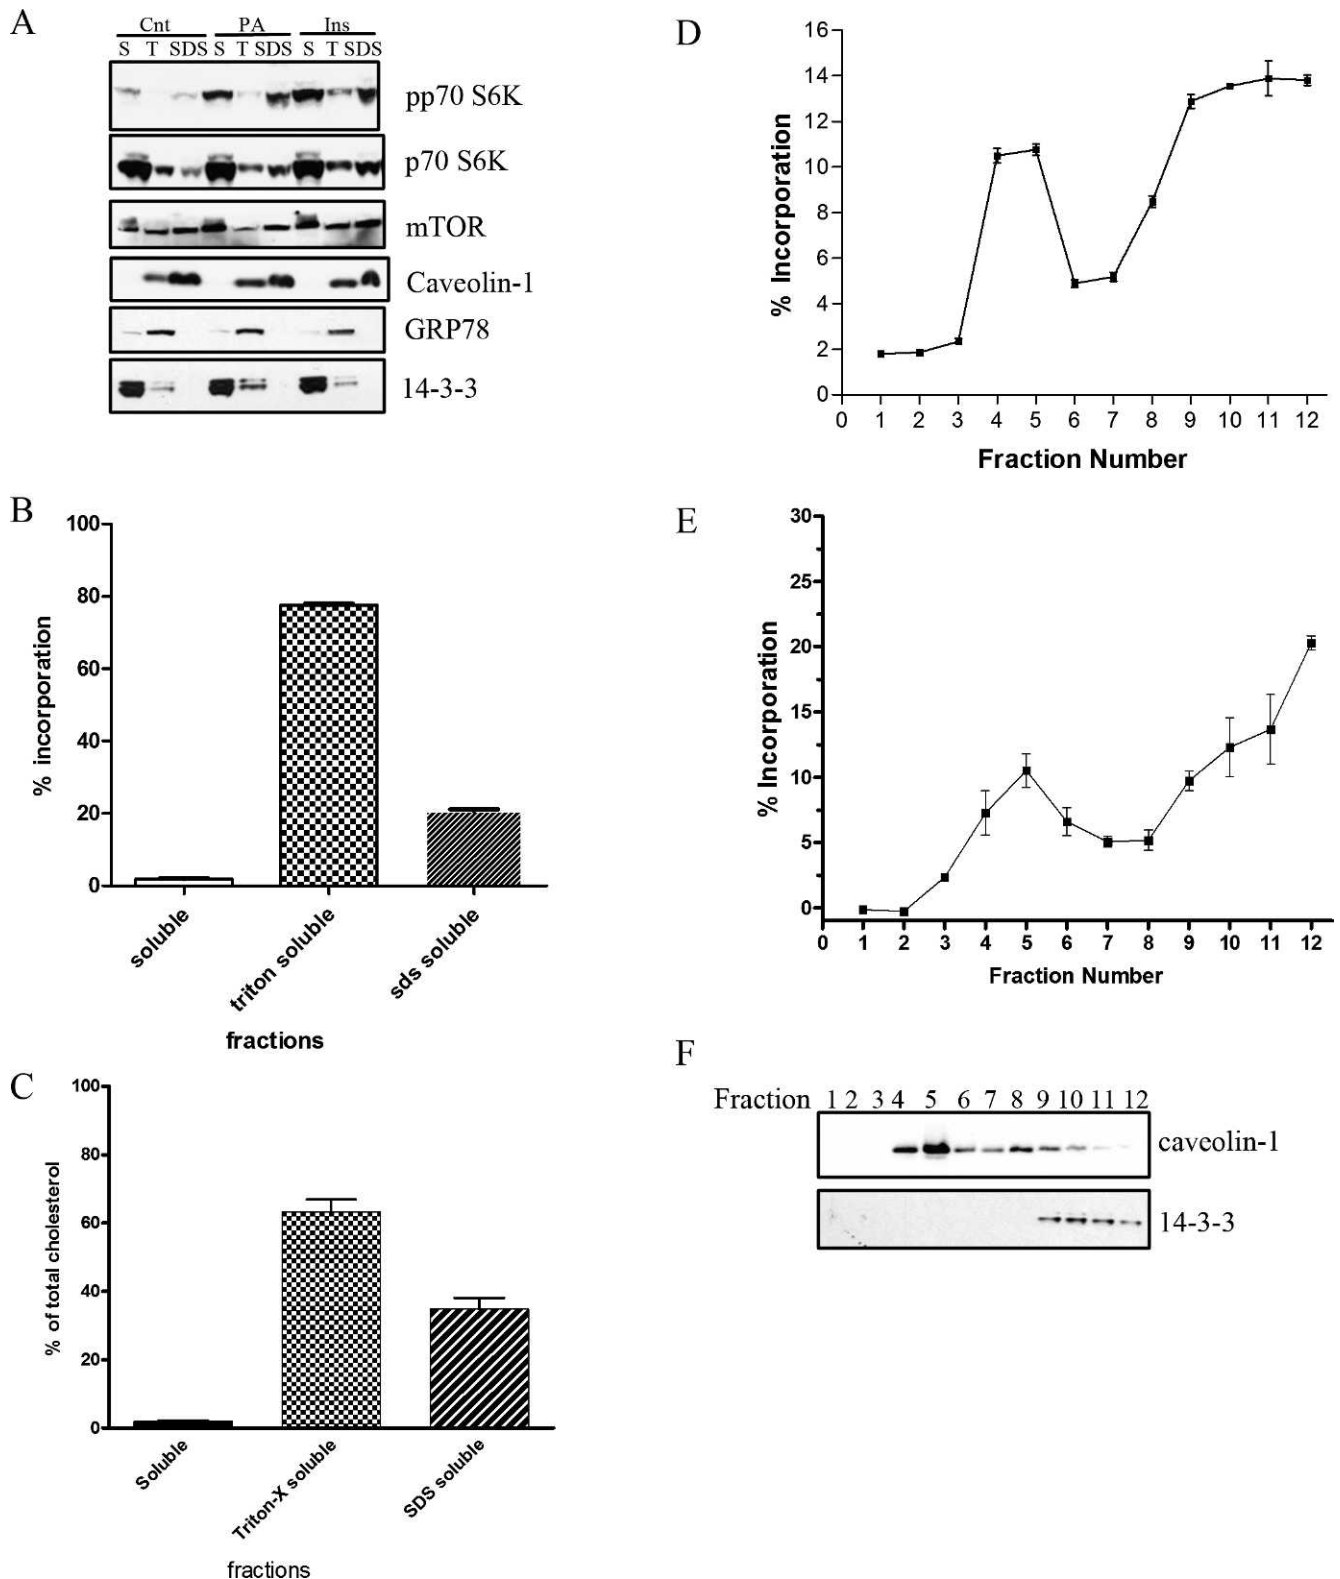 A
Cnt PA Ins
S T SDS S T SDS S T SDS
pp70 S6K
p70 S6K
mTOR
Caveolin-1
GRP78
14-3-3
B
100
80
60
40
20
0
% incorporation
soluble
triton soluble
sds soluble
fractions
C
100
80
60
40
20
0
% of total cholesterol
Soluble
Triton-X soluble
SDS soluble
fractions
D
16
14
12
10
8
6
4
2
0
% Incorporation
0 1 2 3 4 5 6 7 8 9 10 11 12
Fraction Number
E
30
25
20
15
10
5
0
% Incorporation
0 1 2 3 4 5 6 7 8 9 10 11 12
Fraction Number
F
Fraction 1 2 3 4 5 6 7 8 9 10 11 12
caveolin-1
14-3-3